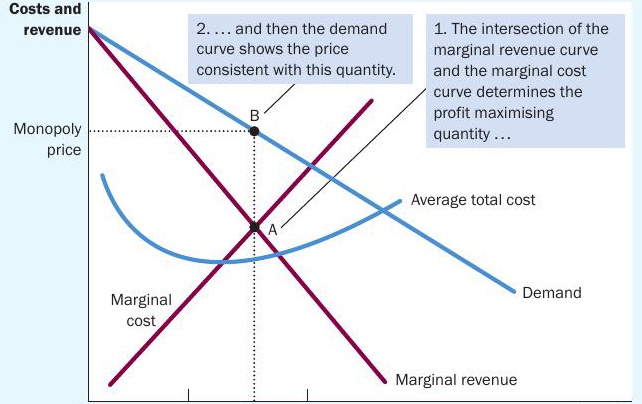 Costs and
revenue
2. ... and then the demand
curve shows the price
consistent with this quantity.
1. The intersection of the
marginal revenue curve
and the marginal cost
curve determines the
profit maximising
quantity ...
B
Monopoly
price
Average total cost
A
Demand
Marginal
cost
Marginal revenue